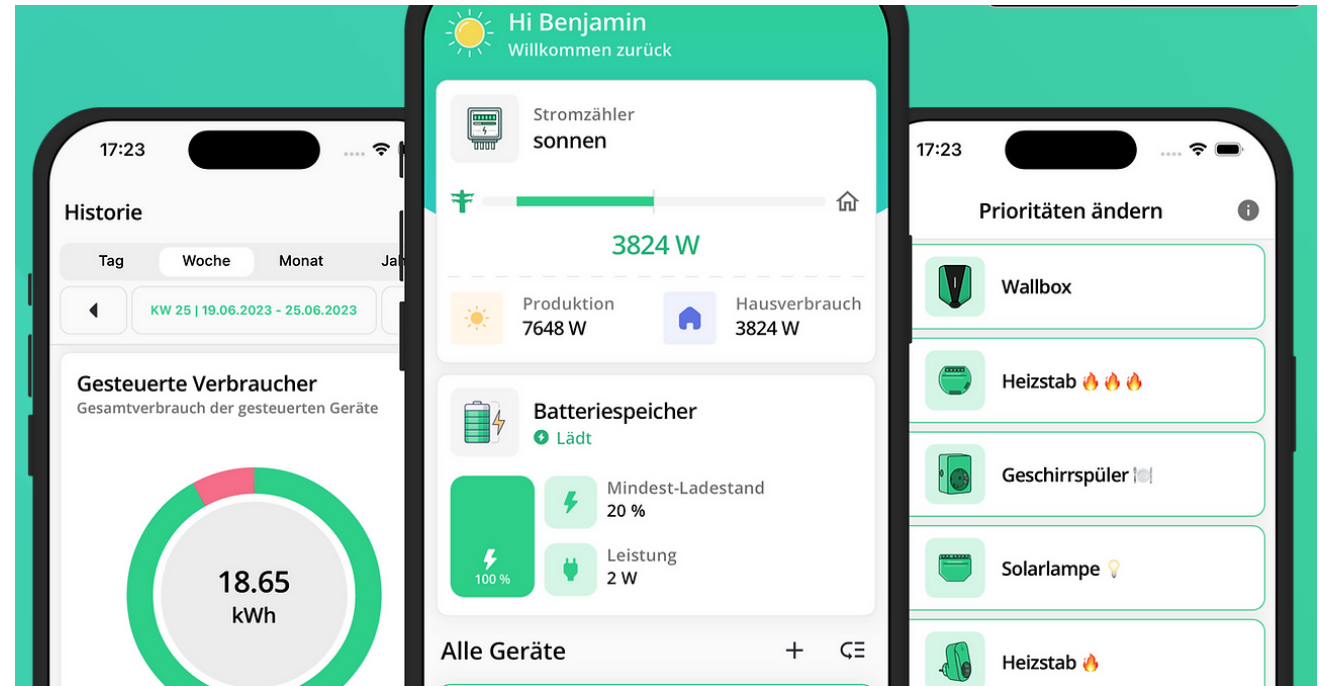 17:23
Historie
Tag Woche Monat
KW 25 | 19.06.2023 - 25.06.2023
Gesteuerte Verbraucher
Gesamtverbrauch der gesteuerten Geräte
18.65
kWh
Hi Benjamin
Willkommen zurück
Stromzähler
sonnen
3824 W
Produktion
7648 W
Hausverbrauch
3824 W
Batteriespeicher
Lädt
100 %
Mindest-Ladestand
20 %
Leistung
2 W
Alle Geräte
17:23
Prioritäten ändern
Wallbox
Heizstab 🔥🔥🔥
Geschirrspüler 🍽️
Solarlampe 💡
Heizstab 🔥